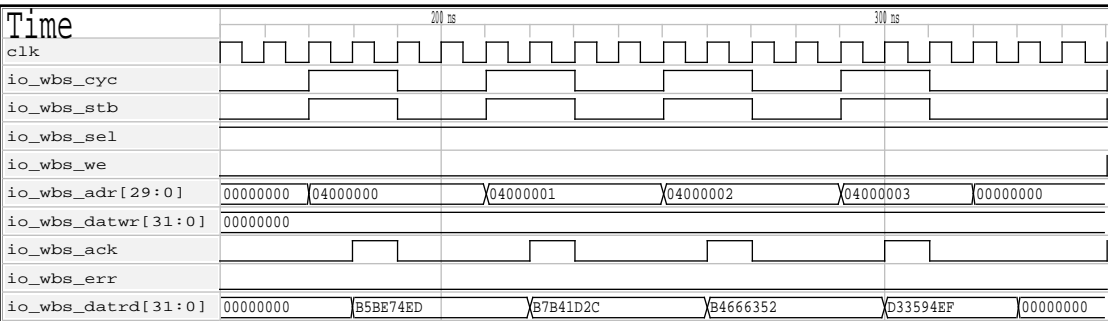 Time 200 ns 300 ns
clk
io_wbs_cyc
io_wbs_stb
io_wbs_sel
io_wbs_we
io_wbs_adr[29:0] 00000000 04000000 04000001 04000002 04000003 00000000
io_wbs_datwr[31:0] 00000000
io_wbs_ack
io_wbs_err
io_wbs_datrd[31:0] 00000000 B5BE74ED B7B41D2C B4666352 D33594EF 00000000